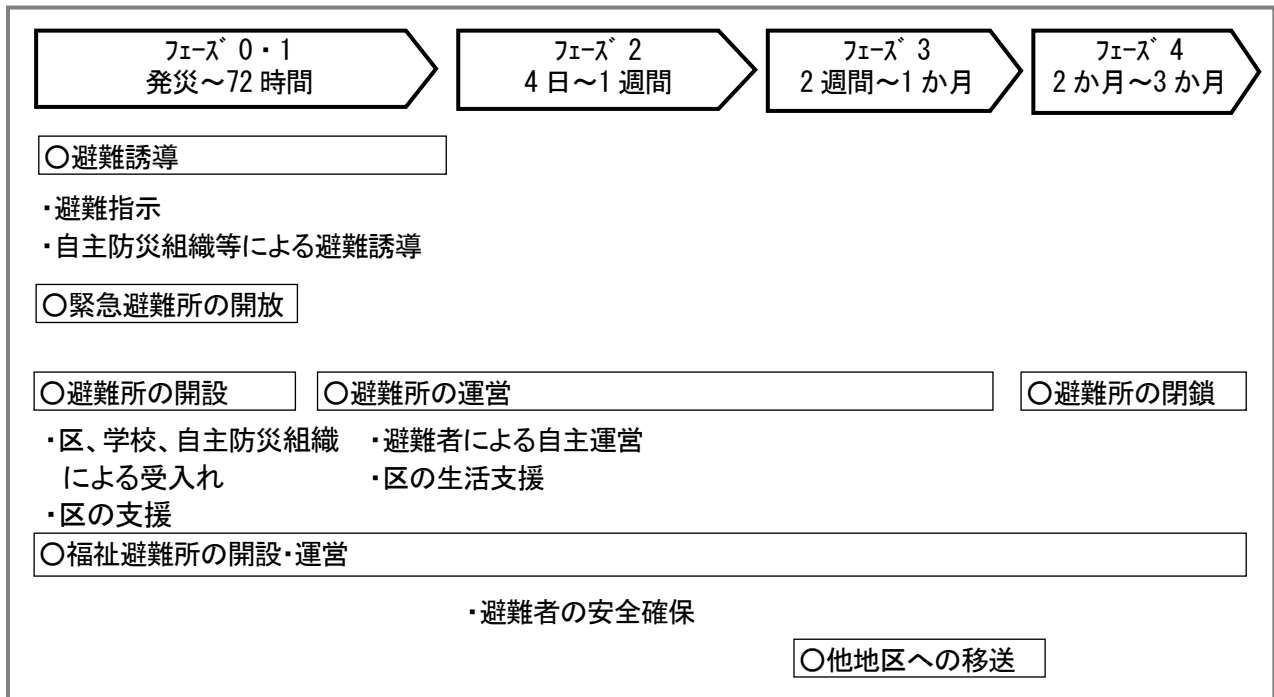 ﾌｪｰｽﾞ 0・1
発災～72 時間
ﾌｪｰｽﾞ 2
4 日～1 週間
ﾌｪｰｽﾞ 3
2 週間～1 か月
ﾌｪｰｽﾞ 4
2 か月～3 か月
○避難誘導
・避難指示
・自主防災組織等による避難誘導
○緊急避難所の開放
○避難所の開設
○避難所の運営
○避難所の閉鎖
・区、学校、自主防災組織
による受入れ
・区の支援
・避難者による自主運営
・区の生活支援
○福祉避難所の開設・運営
・避難者の安全確保
○他地区への移送